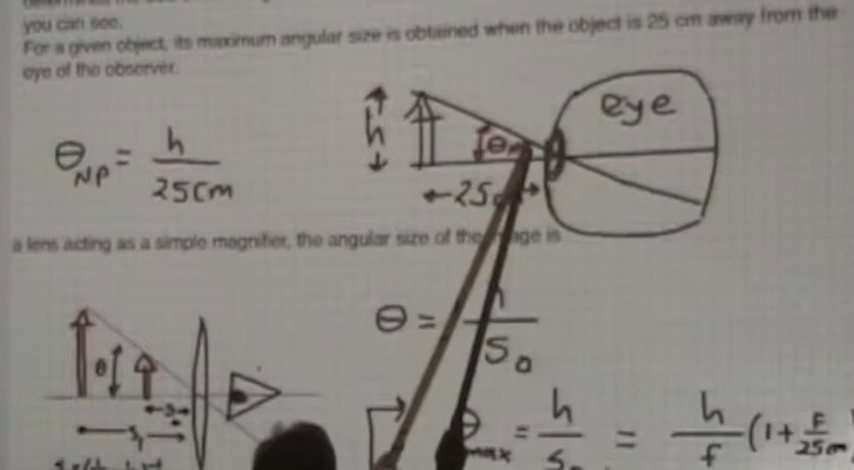 you can see.
For a given object, its maximum angular size is obtained when the object is 25 cm away from the
eye of the observer.
eye
h
θ
θNP = h / 25cm
←25
a lens acting as a simple magnifier, the angular size of the is
θ = / So
θ
s
max = h / s = h / f (1 + F / 25cm